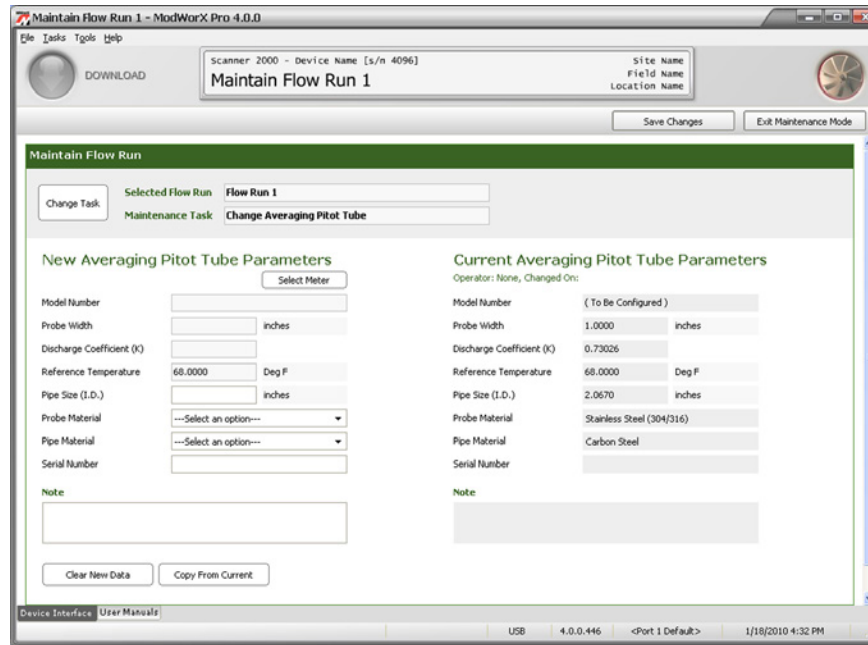 Maintain Flow Run 1 - ModWorX Pro 4.0.0
File Tasks Tools Help
DOWNLOAD
Scanner 2000 - Device Name [s/n 4096]
Maintain Flow Run 1
Site Name
Field Name
Location Name
Save Changes
Exit Maintenance Mode
Maintain Flow Run
Change Task
Selected Flow Run Flow Run 1
Maintenance Task Change Averaging Pitot Tube
New Averaging Pitot Tube Parameters
Select Meter
Model Number
Probe Width inches
Discharge Coefficient (K)
Reference Temperature 68.0000 Deg F
Pipe Size (I.D.) inches
Probe Material ---Select an option---
Pipe Material ---Select an option---
Serial Number
Note
Clear New Data Copy From Current
Current Averaging Pitot Tube Parameters
Operator: None, Changed On:
Model Number ( To Be Configured )
Probe Width 1.0000 inches
Discharge Coefficient (K) 0.73026
Reference Temperature 68.0000 Deg F
Pipe Size (I.D.) 2.0670 inches
Probe Material Stainless Steel (304/316)
Pipe Material Carbon Steel
Serial Number
Note
Device Interface User Manuals
USB 4.0.0.446 <Port 1 Default> 1/18/2010 4:32 PM